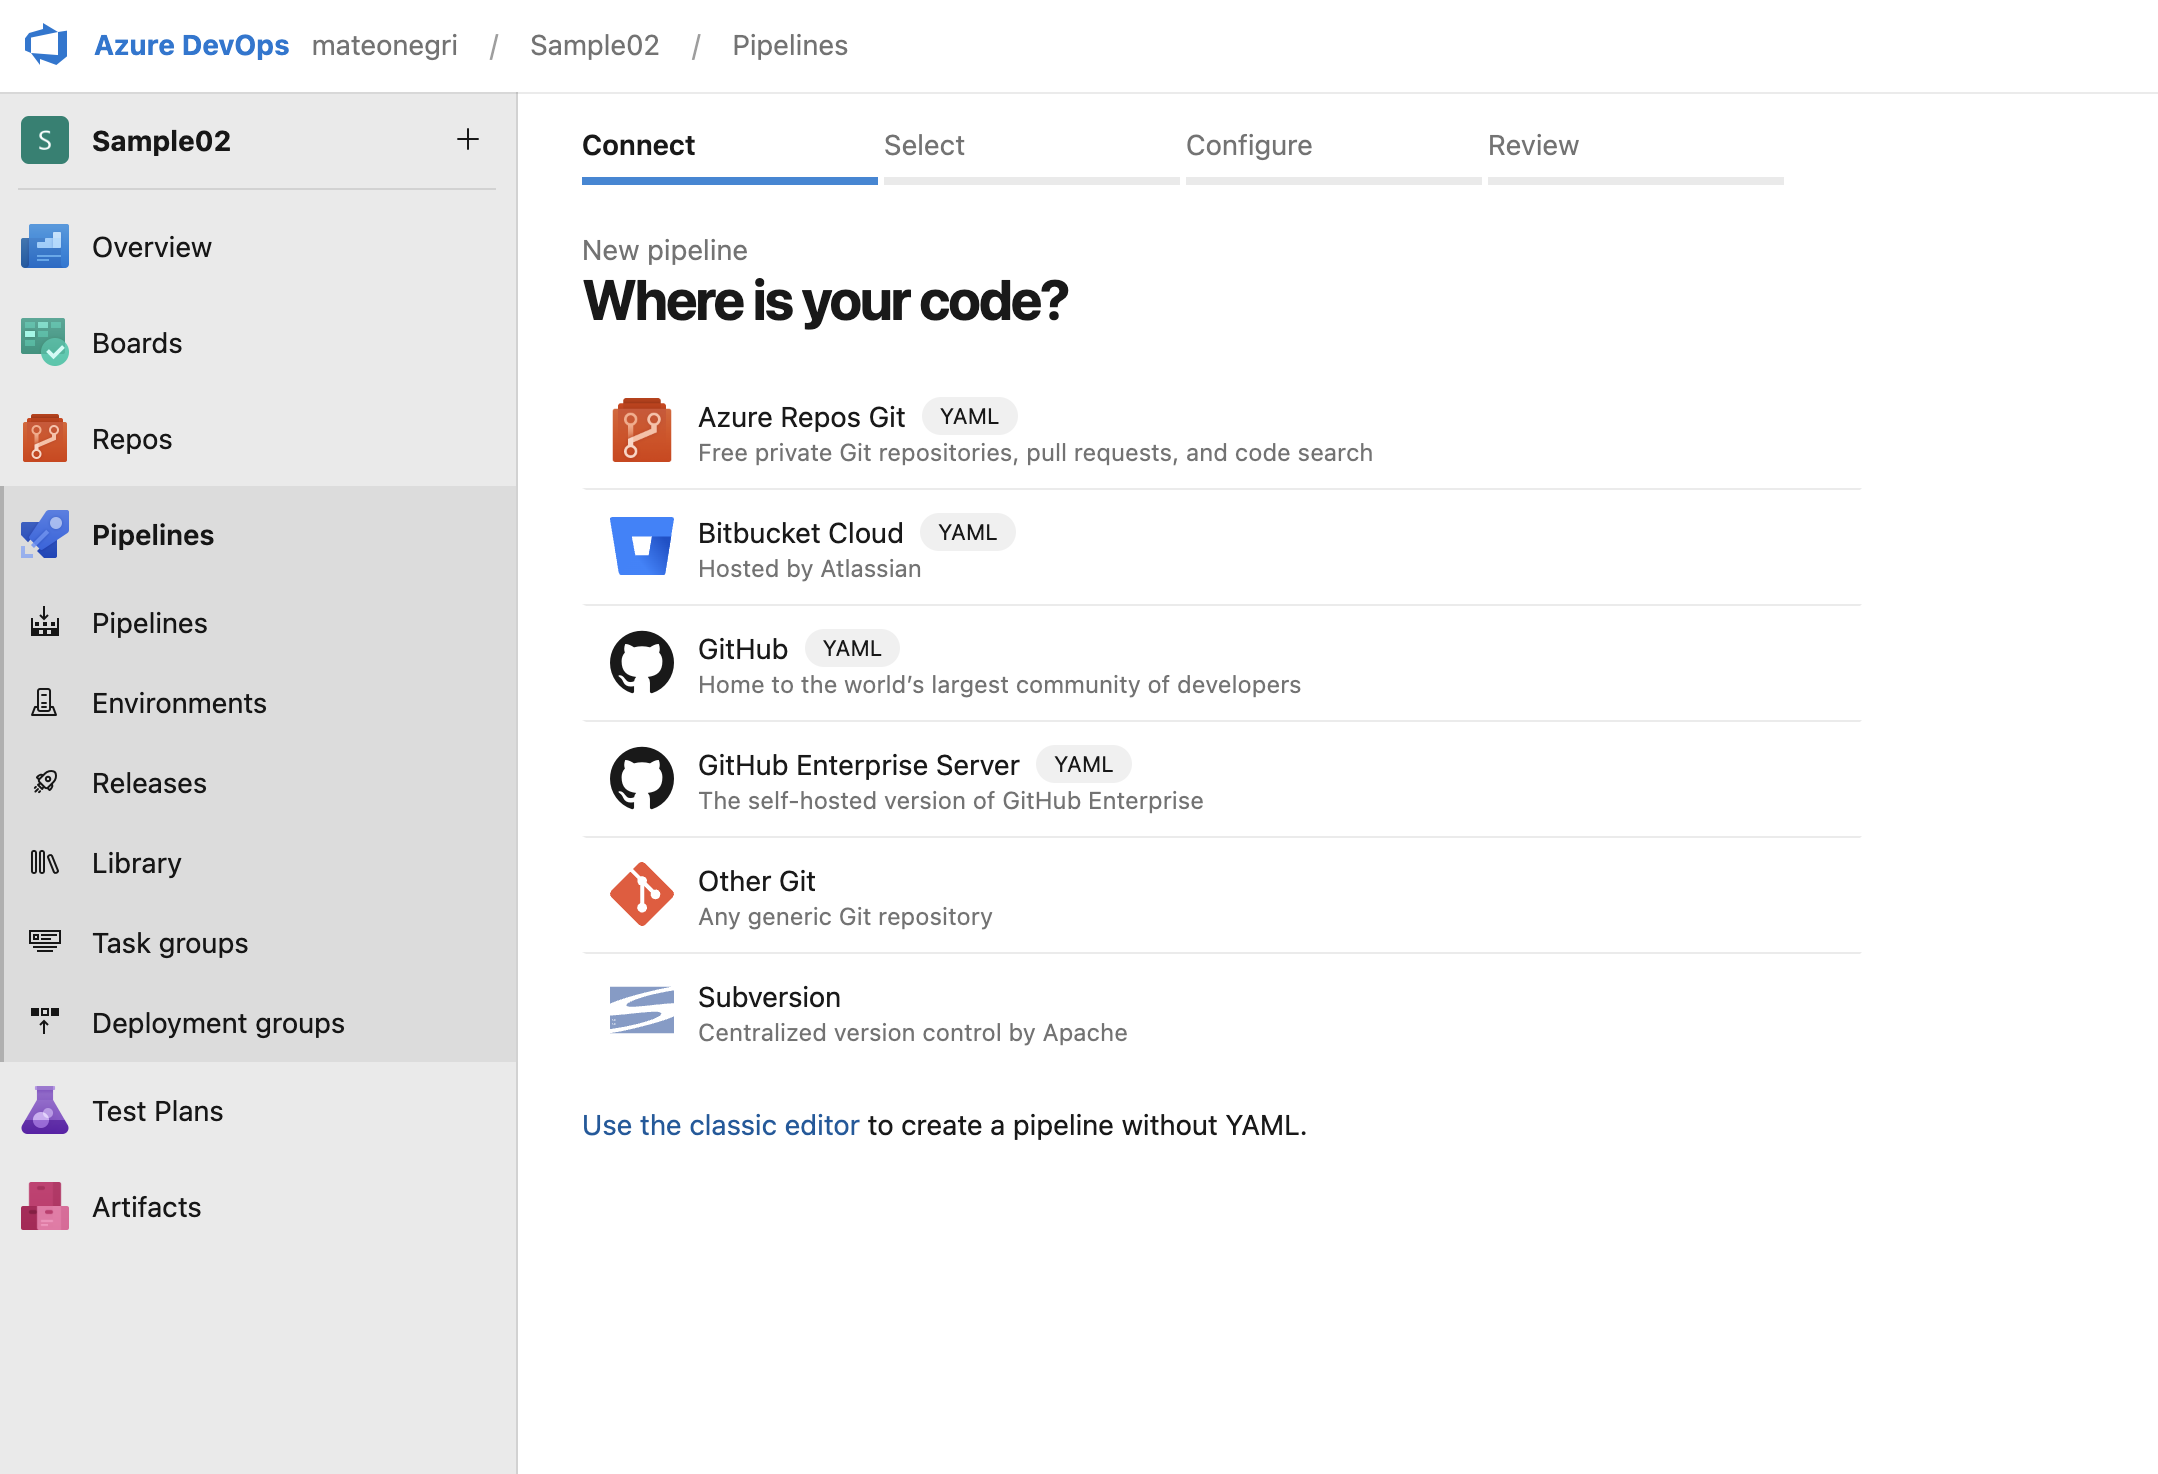 Azure DevOps mateonegri / Sample02 / Pipelines
S Sample02 +
Overview
Boards
Repos
Pipelines
Pipelines
Environments
Releases
Library
Task groups
Deployment groups
Test Plans
Artifacts
Connect Select Configure Review
New pipeline
Where is your code?
Azure Repos Git YAML
Free private Git repositories, pull requests, and code search
Bitbucket Cloud YAML
Hosted by Atlassian
GitHub YAML
Home to the world’s largest community of developers
GitHub Enterprise Server YAML
The self-hosted version of GitHub Enterprise
Other Git
Any generic Git repository
Subversion
Centralized version control by Apache
Use the classic editor to create a pipeline without YAML.